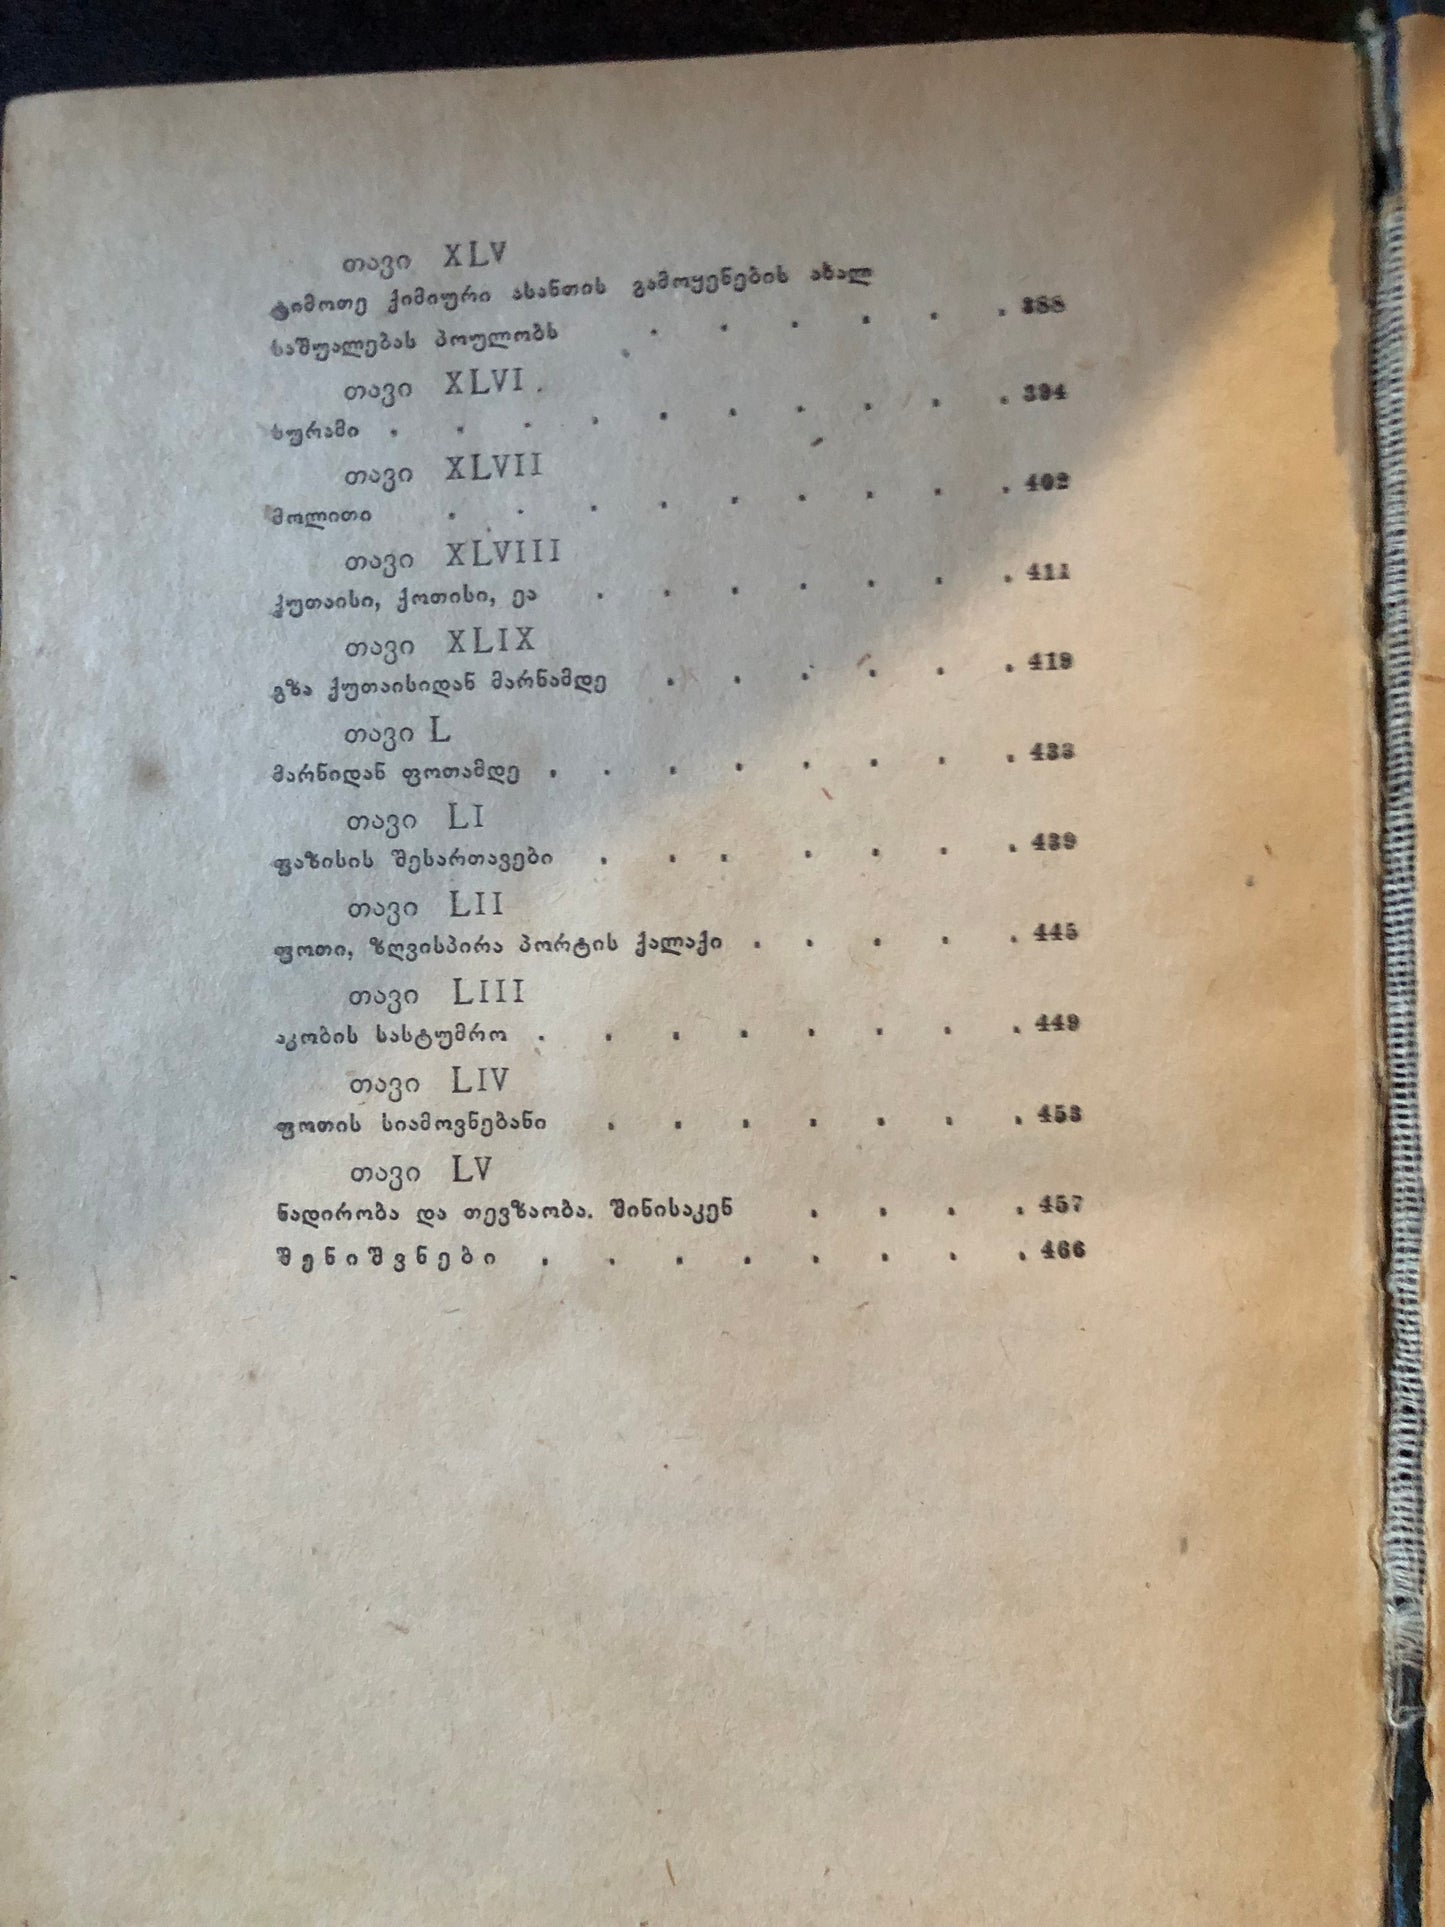 თავი XLV
ტიმოთე ქიმიური ასანთის გამოყენების ახალ
საშუალებას პოულობს . . . . . . 388
თავი XLVI
სურამი . . . . . . . . . . 394
თავი XLVII
მოლითი . . . . . . . . . 402
თავი XLVIII
ქუთაისი, ქოთისი, ეა . . . . . . . 411
თავი XLIX
გზა ქუთაისიდან მარნამდე . . . . . . 419
თავი L
მარნიდან ფოთამდე . . . . . . . . 433
თავი LI
ფაზისის შესართავები . . . . . . . 439
თავი LII
ფოთი, ზღვისპირა პორტის ქალაქი . . . . . 445
თავი LIII
აკობის სასტუმრო . . . . . . . . 449
თავი LIV
ფოთის სიამოვნებანი . . . . . . . 453
თავი LV
ნადირობა და თევზაობა. შინისაკენ . . . . 457
შენიშვნები . . . . . . . . 466